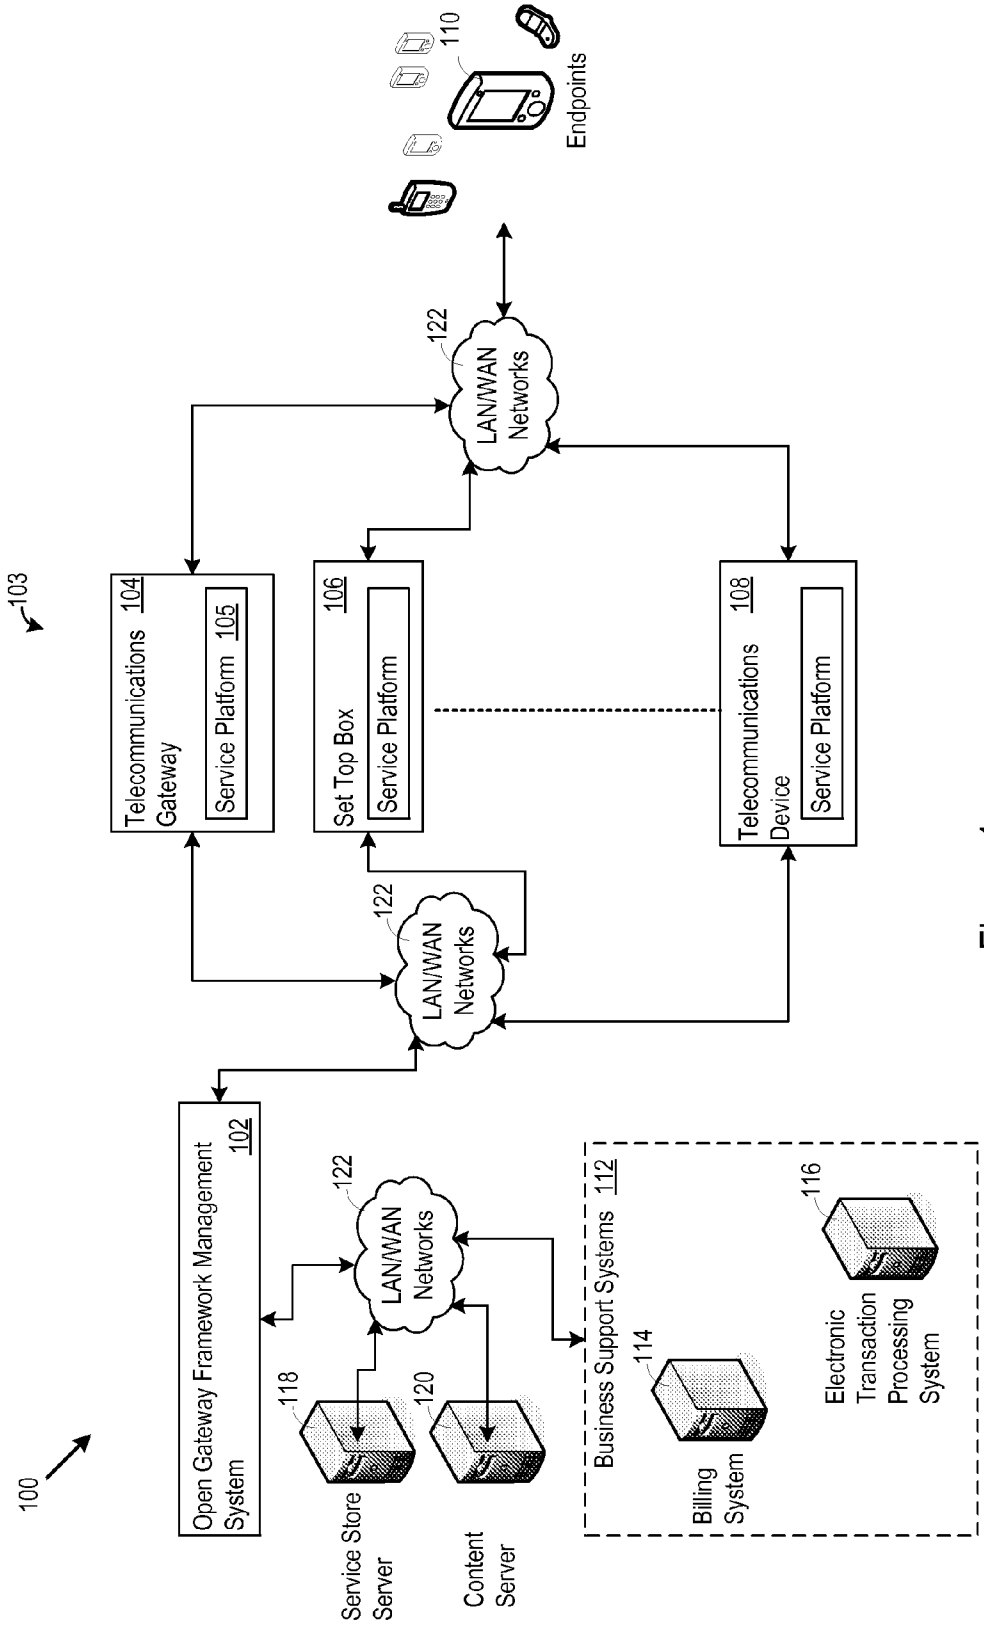 100
103
Open Gateway Framework Management
System
102
Service Store
Server
118
Content
Server
120
LAN/WAN
Networks
122
Business Support Systems 112
Billing
System
114
Electronic
Transaction
Processing
System
116
LAN/WAN
Networks
122
Telecommunications
Gateway
104
Service Platform 105
Set Top Box
106
Service Platform
Telecommunications
Device
108
Service Platform
LAN/WAN
Networks
122
110
Endpoints